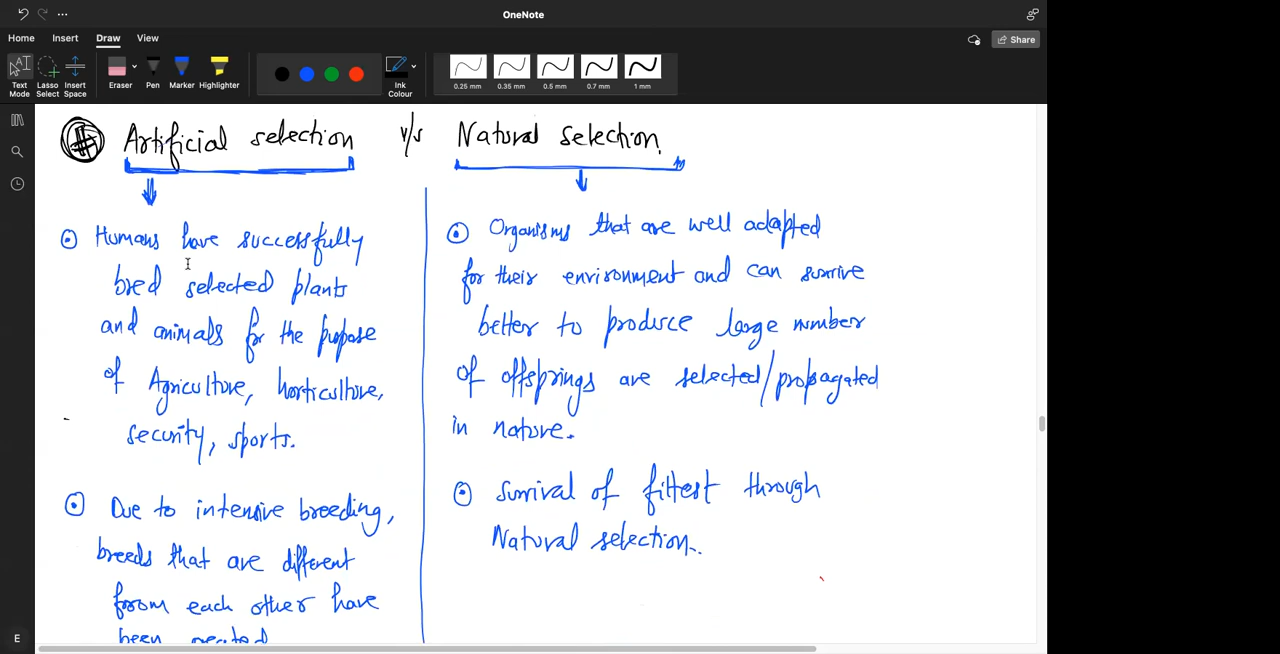 OneNote
Home Insert Draw View
Share
Text Mode
Lasso Select
Insert Space
Eraser
Pen
Marker
Highlighter
Ink Colour
0.25 mm 0.35 mm 0.5 mm 0.7 mm 1 mm
# Artificial selection v/s Natural selection.
Humans have successfully
bred selected plants
and animals for the propose
of Agriculture, horticulture,
security, sports.
Due to intensive breeding,
breeds that are different
from each other have
been created
Organisms that are well adapted
for their environment and can survive
better to produce large number
of offsprings are selected/propagated
in nature.
Survival of fittest through
Natural selection.
E